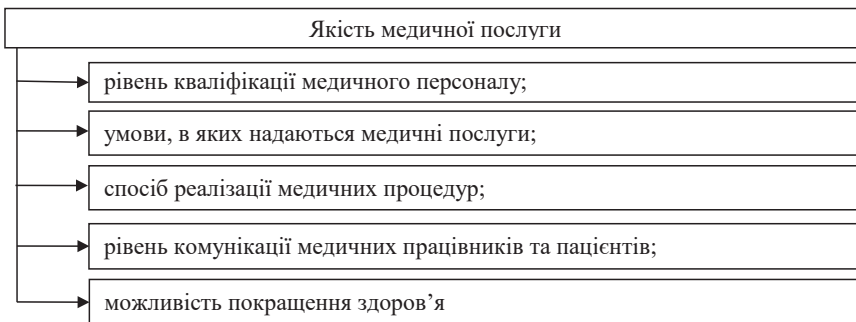 Якість медичної послуги
рівень кваліфікації медичного персоналу;
умови, в яких надаються медичні послуги;
спосіб реалізації медичних процедур;
рівень комунікації медичних працівників та пацієнтів;
можливість покращення здоров’я